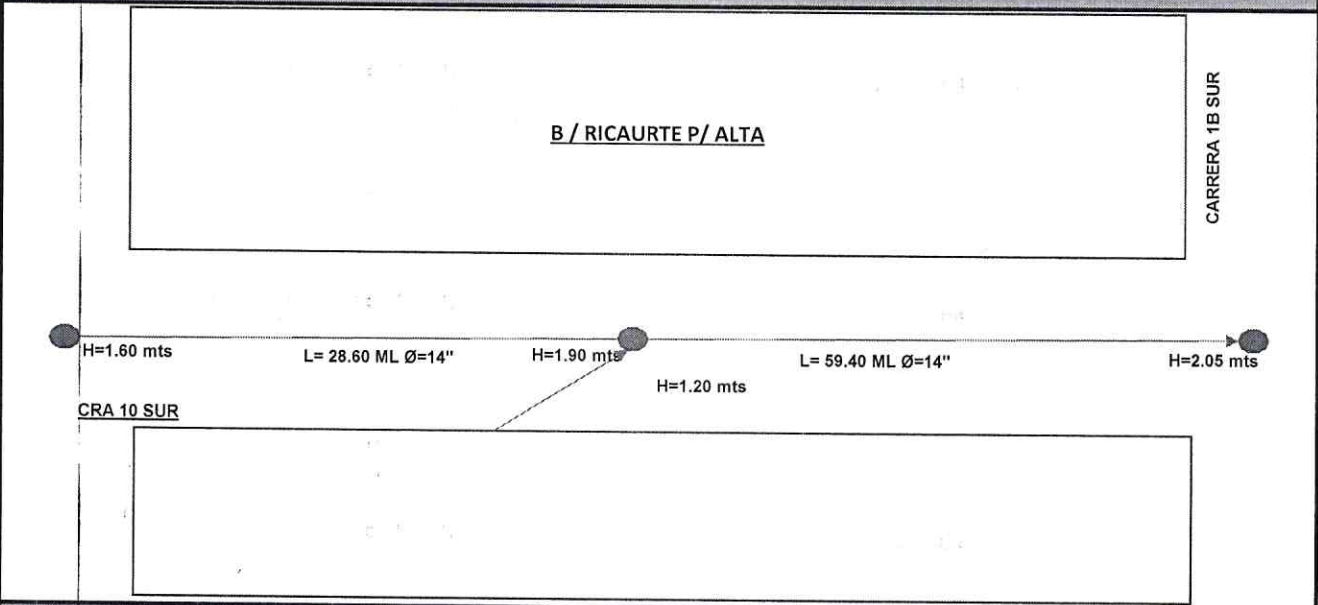 B / RICAURTE P/ ALTA
CARRERA 1B SUR
H=1.60 mts
L= 28.60 ML Ø=14"
H=1.90 mts
L= 59.40 ML Ø=14"
H=2.05 mts
H=1.20 mts
CRA 10 SUR